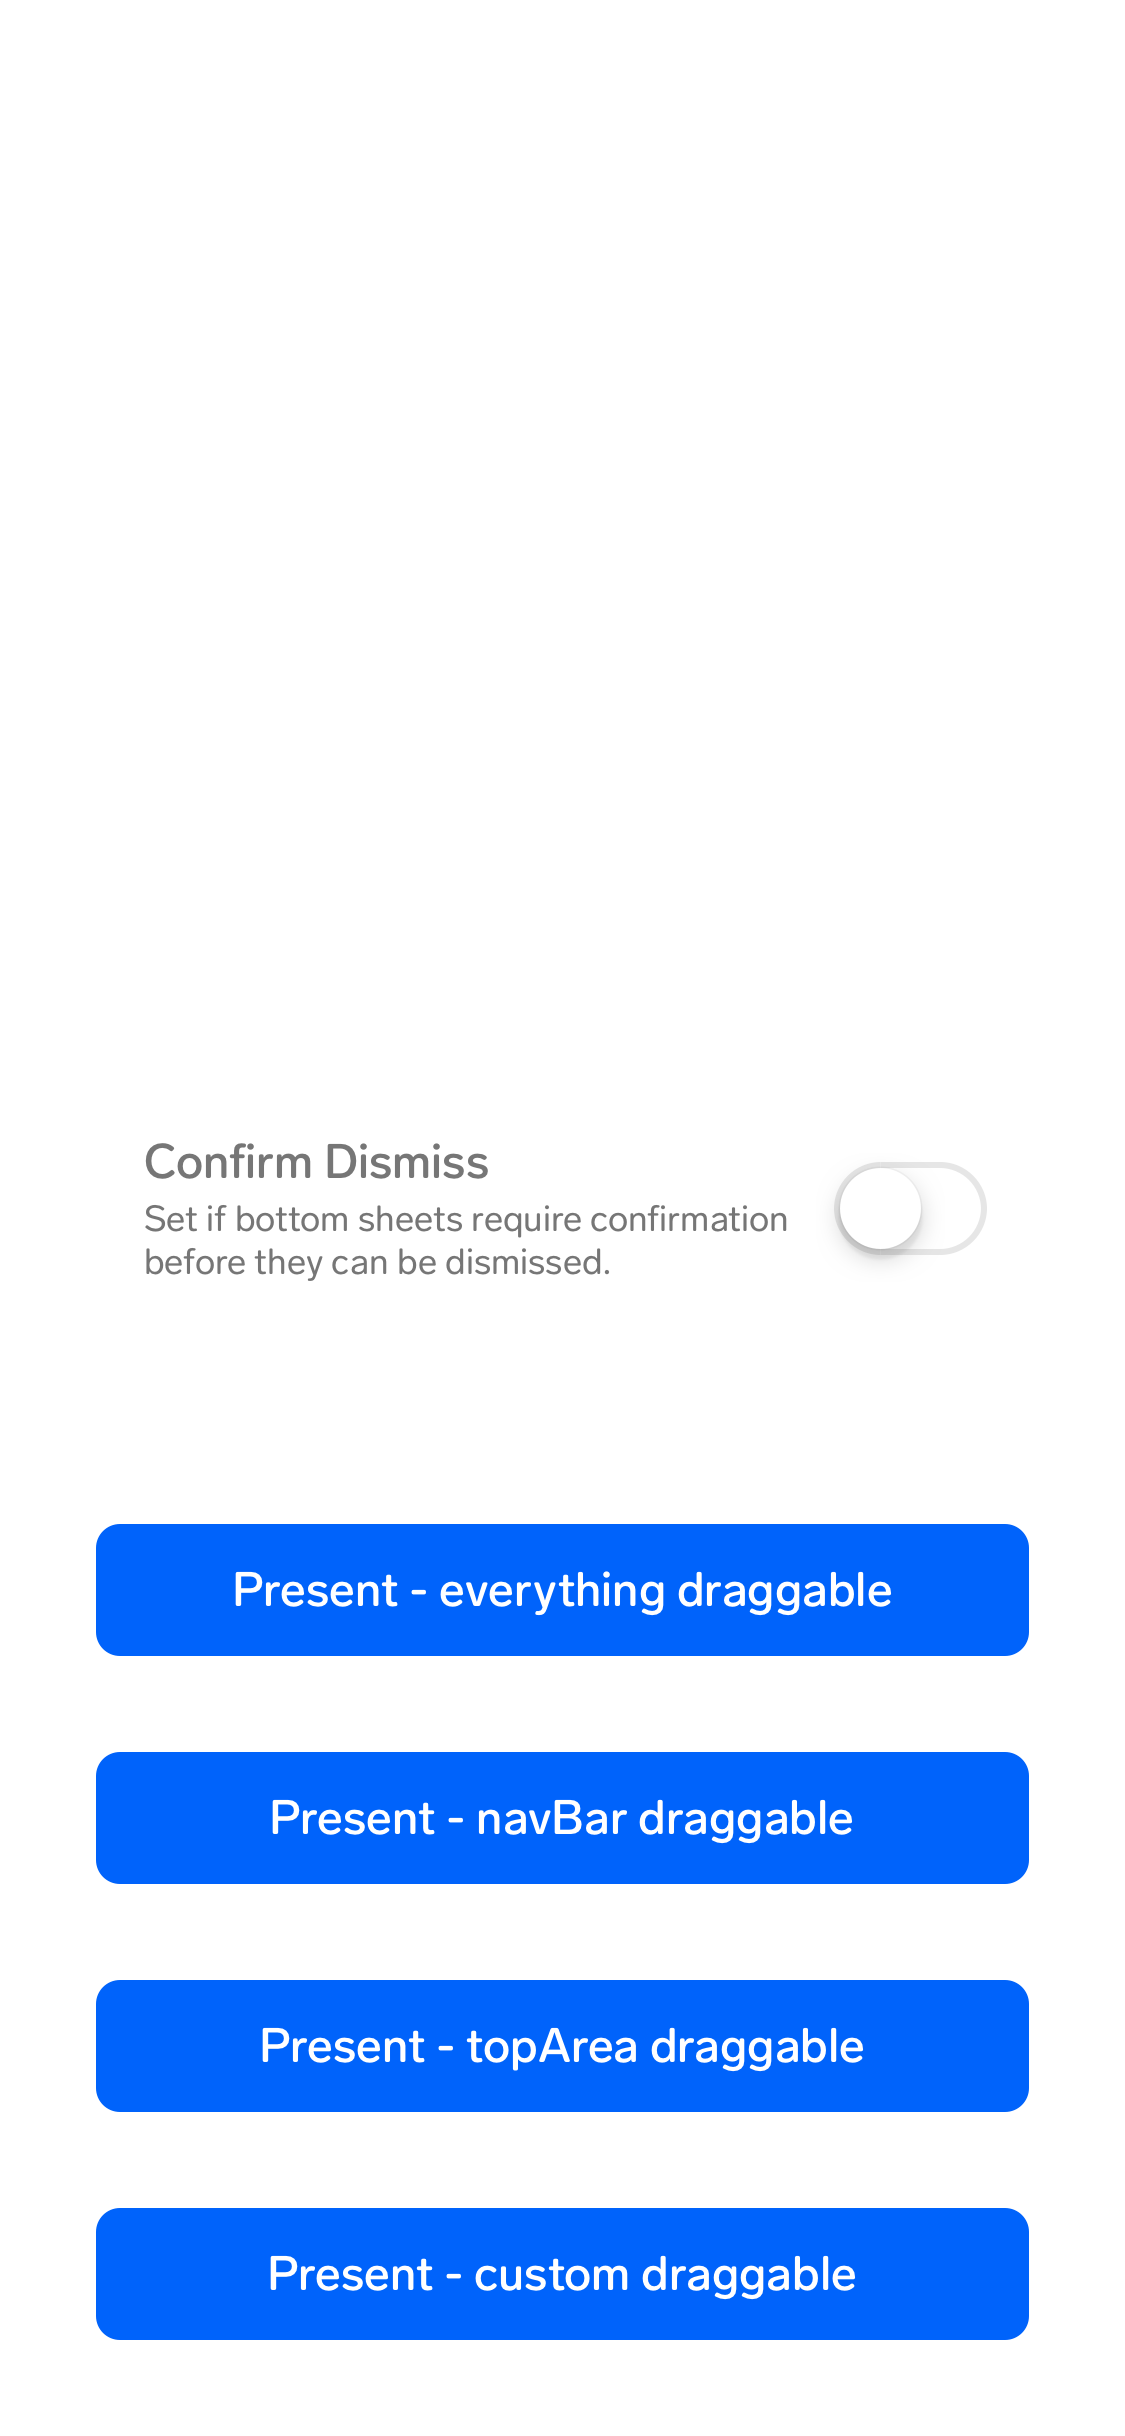 Confirm Dismiss
Set if bottom sheets require confirmation
before they can be dismissed.
Present - everything draggable
Present - navBar draggable
Present - topArea draggable
Present - custom draggable